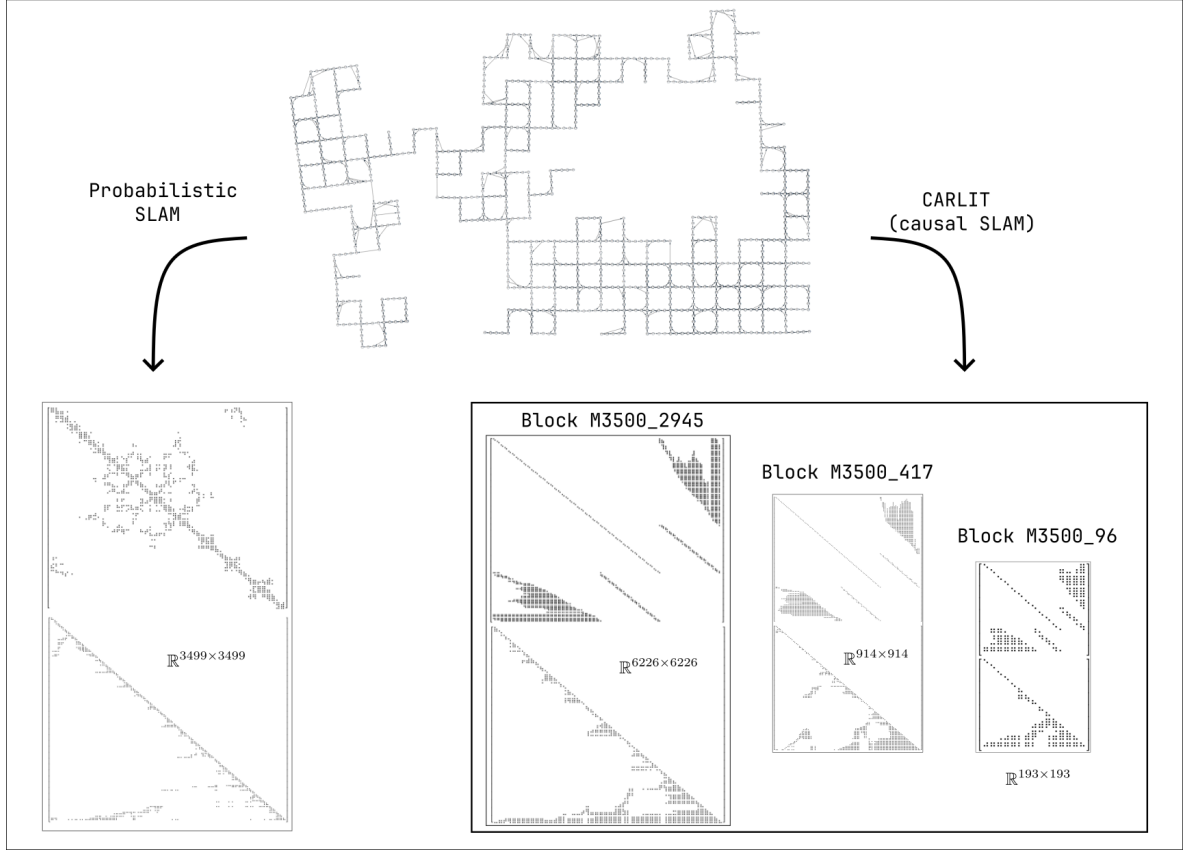 Probabilistic
SLAM
CARLIT
(causal SLAM)
Block M3500_2945
Block M3500_417
Block M3500_96
ℝ^{3499×3499}
ℝ^{6226×6226}
ℝ^{914×914}
ℝ^{193×193}